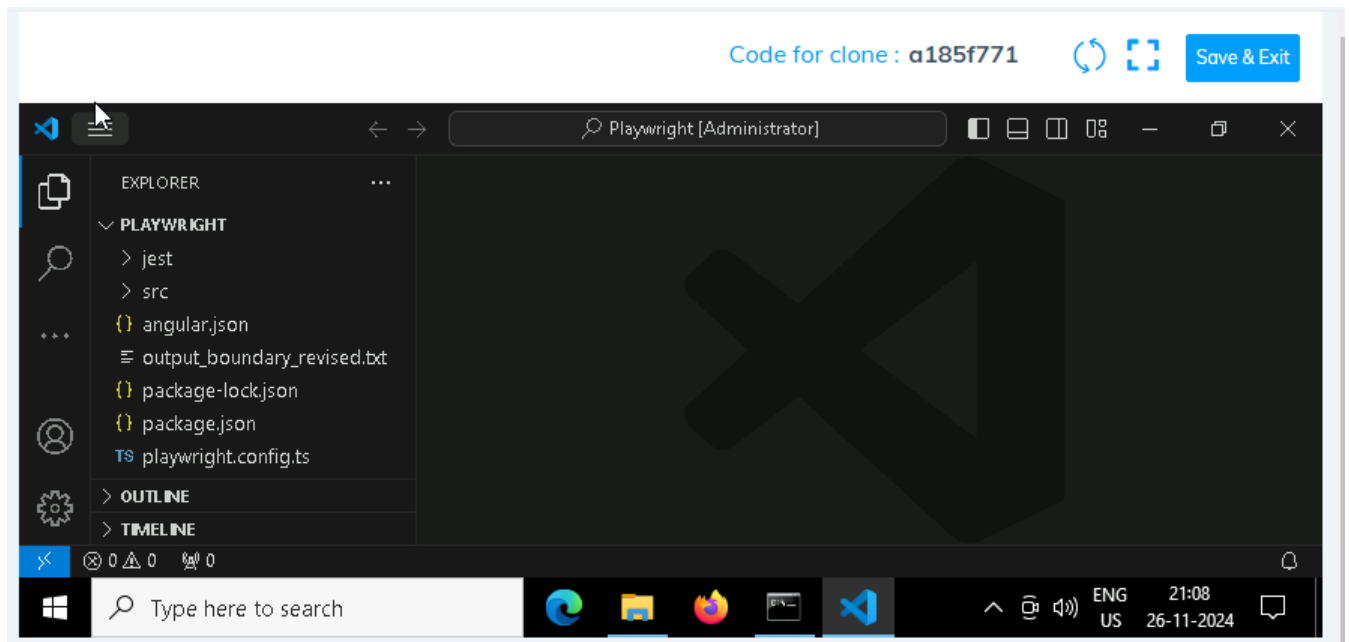 Code for clone : a185f771
Save & Exit
Playwright [Administrator]
EXPLORER
PLAYWRIGHT
jest
src
{} angular.json
output_boundary_revised.txt
{} package-lock.json
{} package.json
TS playwright.config.ts
OUTLINE
TIMELINE
0 0 0
Type here to search
ENG
US
21:08
26-11-2024